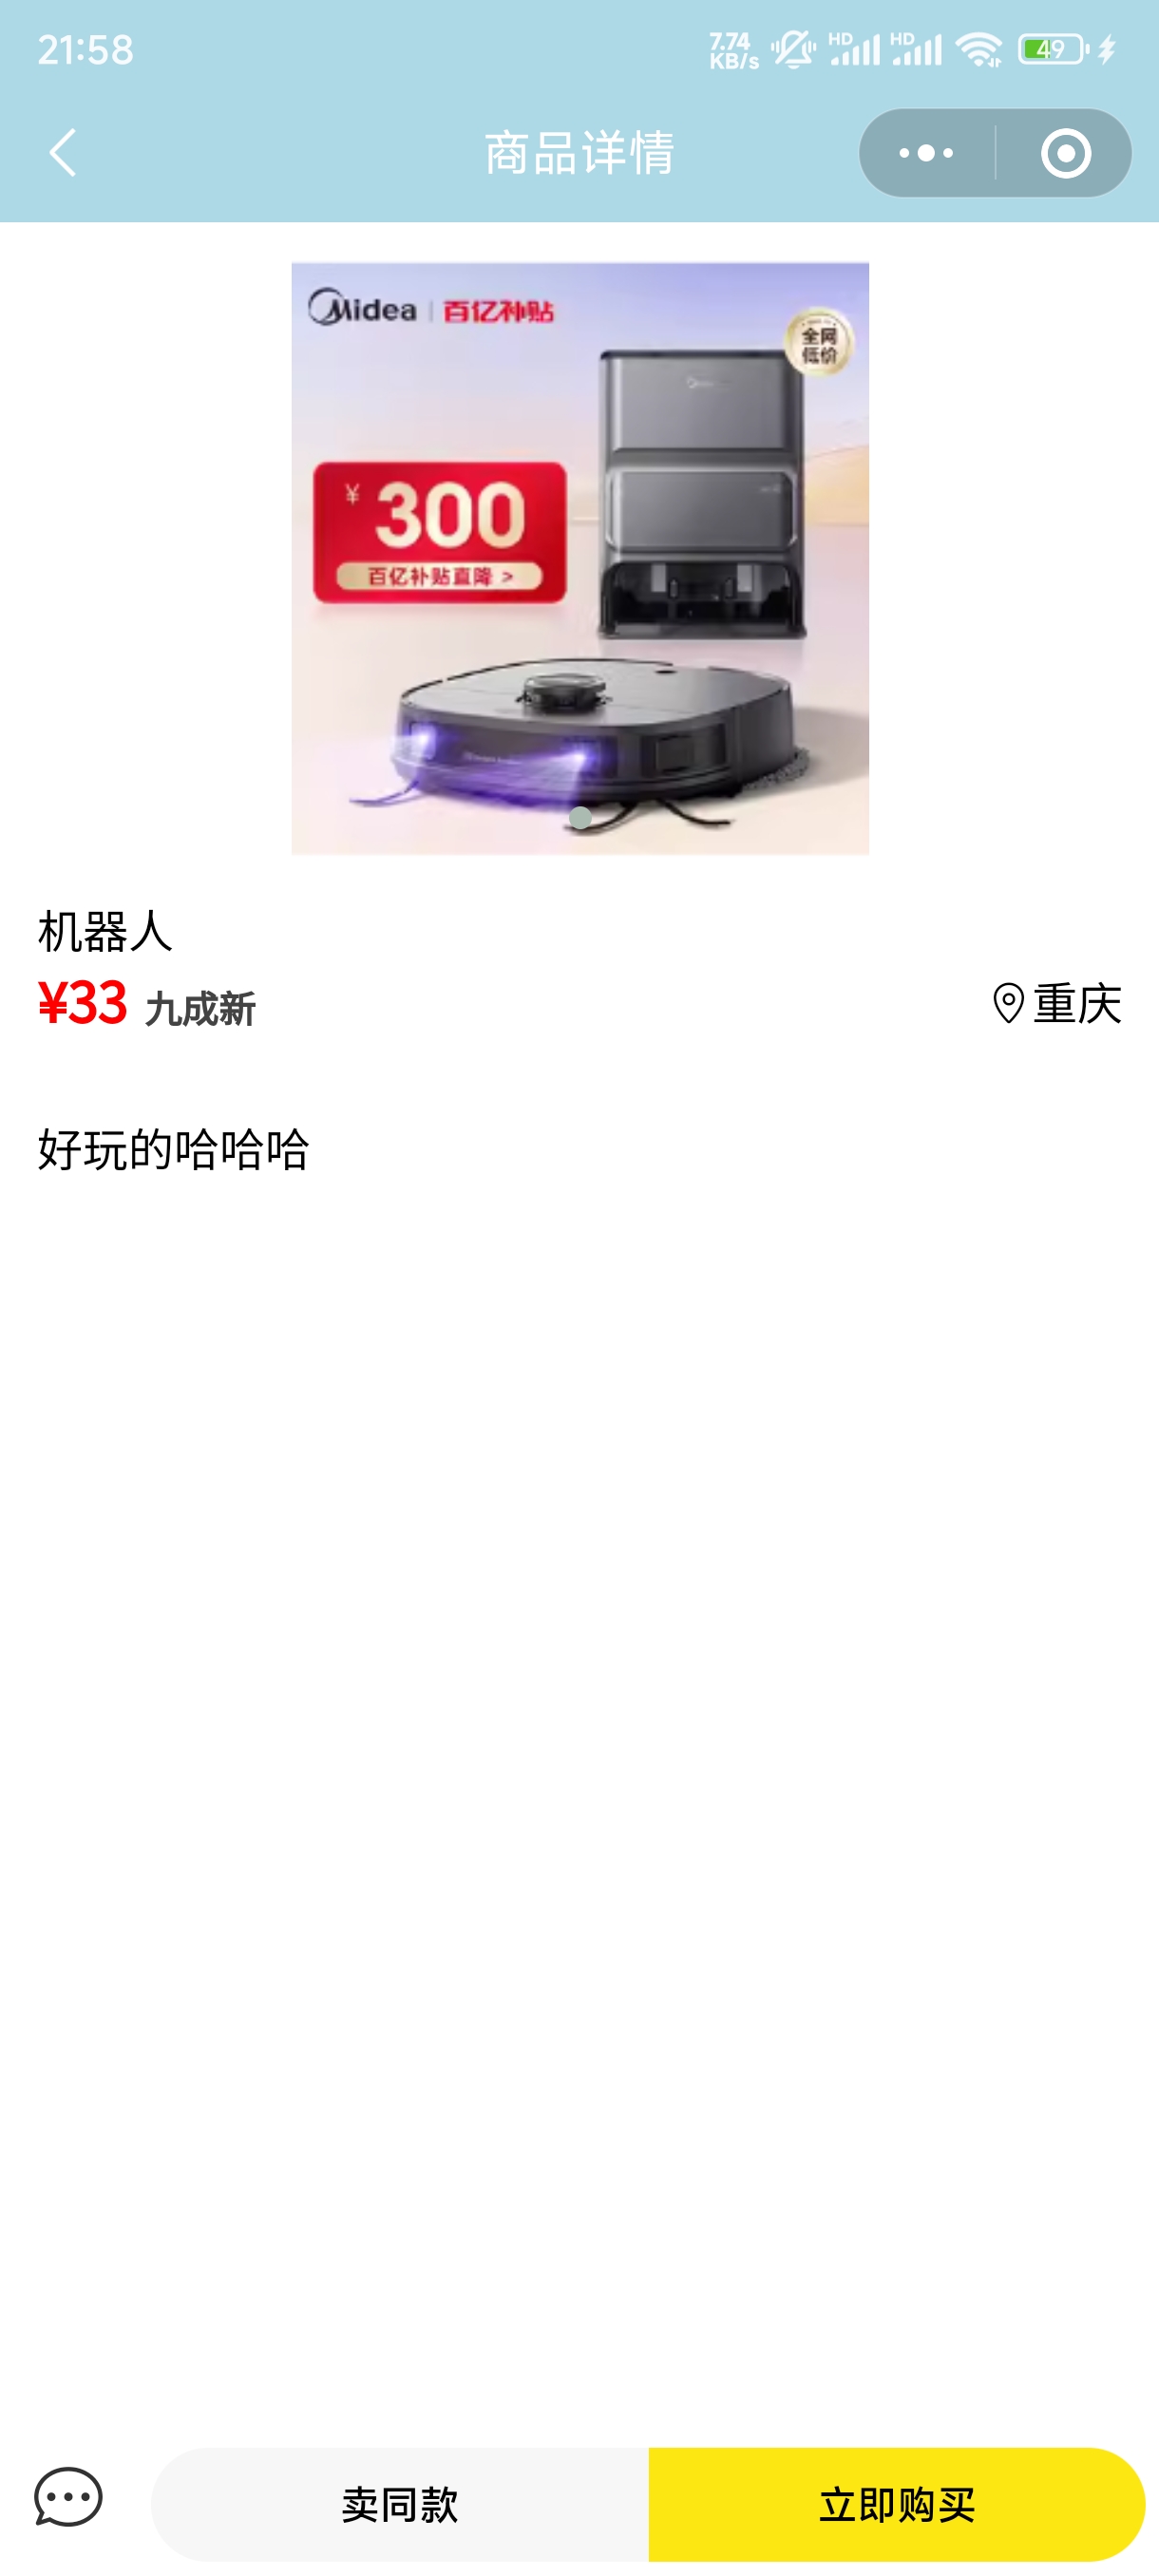 21:58
7.74
KB/s
HD
HD
49
商品详情
Midea | 百亿补贴
全网
低价
¥ 300
百亿补贴直降 >
机器人
¥33 九成新
重庆
好玩的哈哈哈
卖同款
立即购买